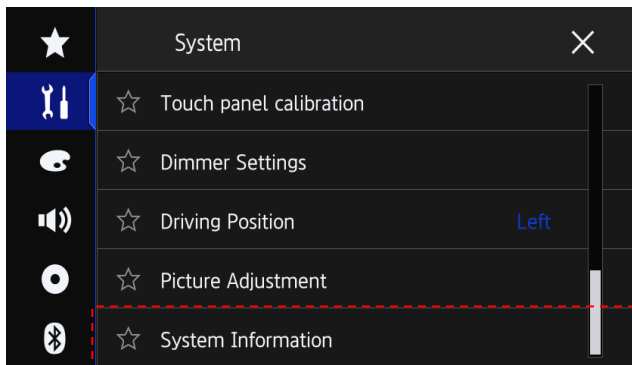 System
Touch panel calibration
Dimmer Settings
Driving Position Left
Picture Adjustment
System Information